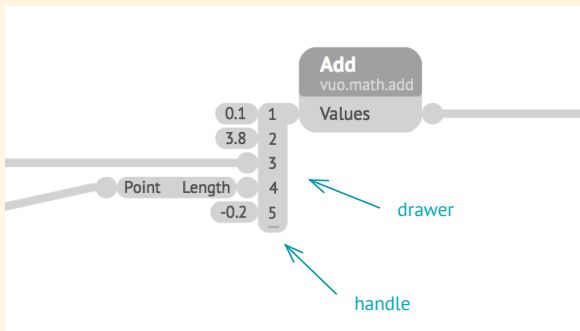 Add
vuo.math.add
0.1 1 Values
3.8 2
3
Point Length 4
-0.2 5
drawer
handle